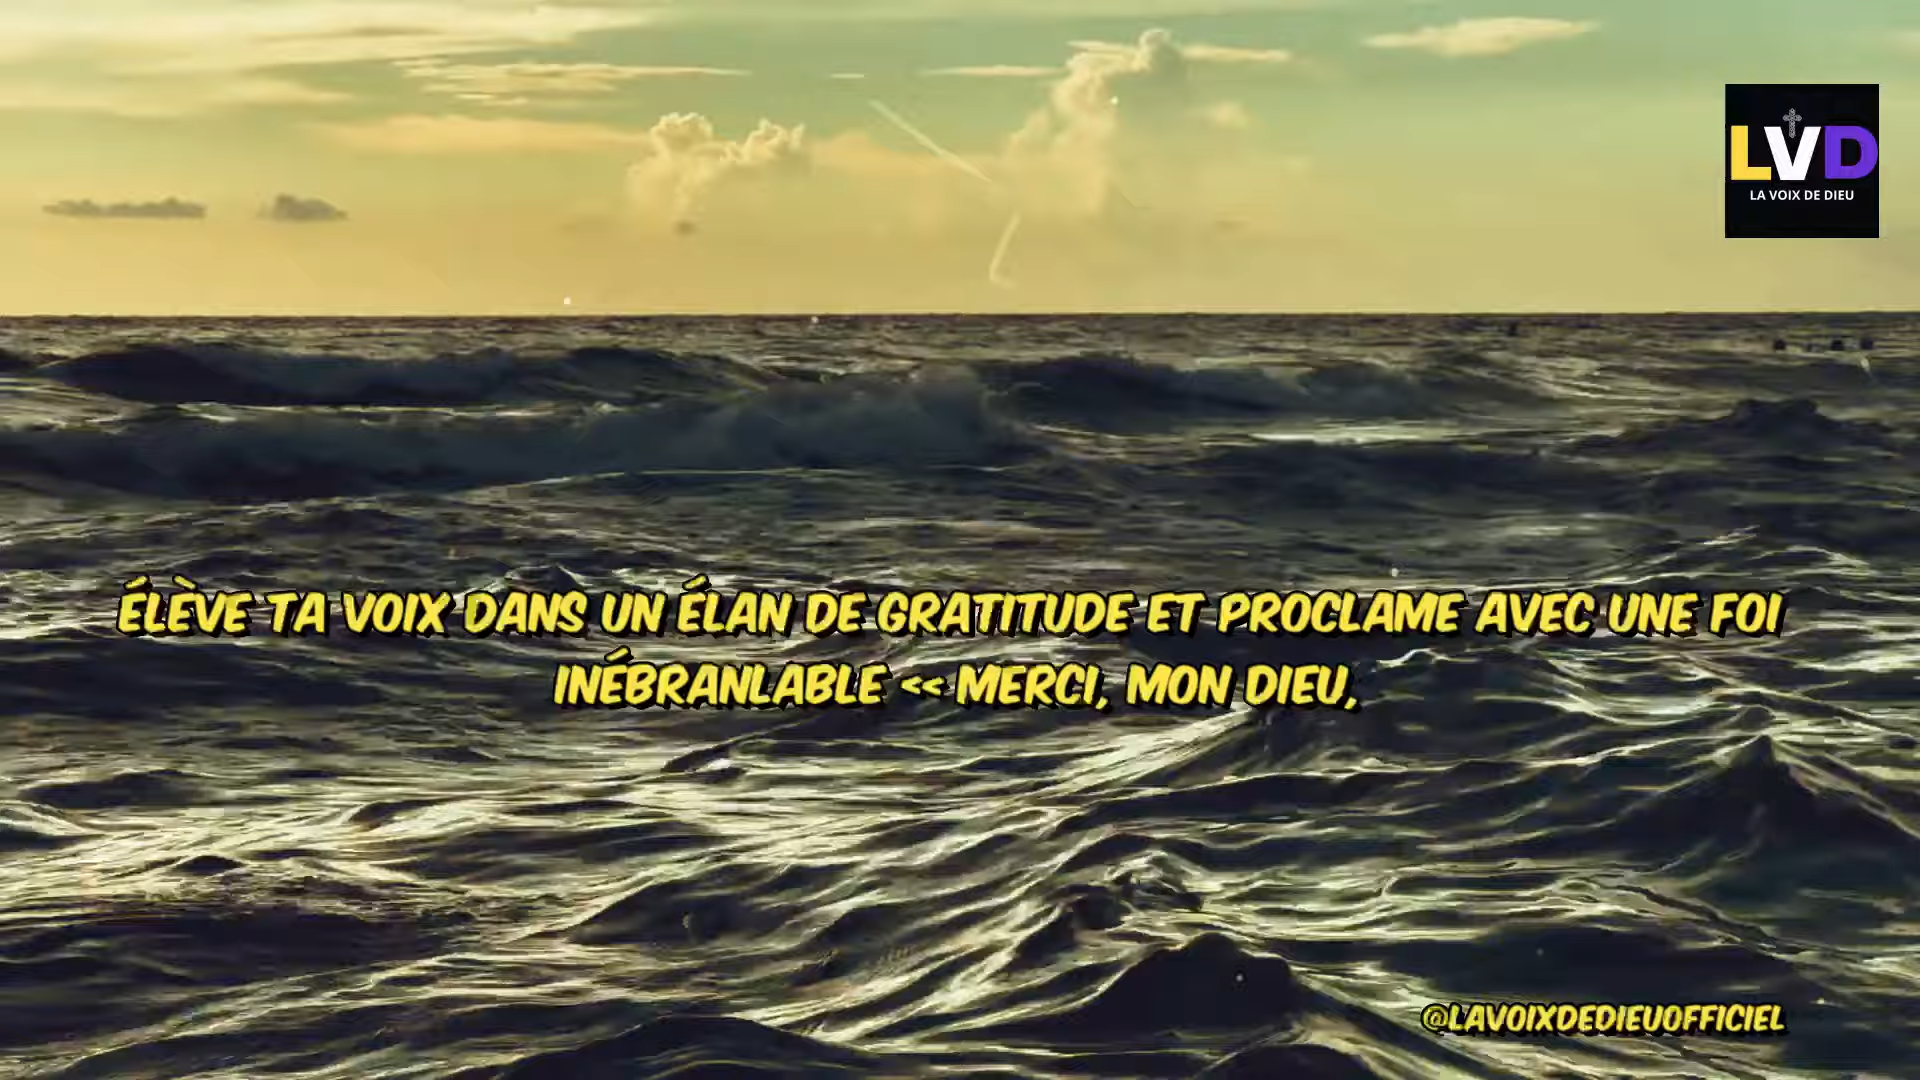 LVD
LA VOIX DE DIEU
ÉLÈVE TA VOIX DANS UN ÉLAN DE GRATITUDE ET PROCLAME AVEC UNE FOI
INÉBRANLABLE << MERCI, MON DIEU,
@LAVOIXDEDIEUOFFICIEL